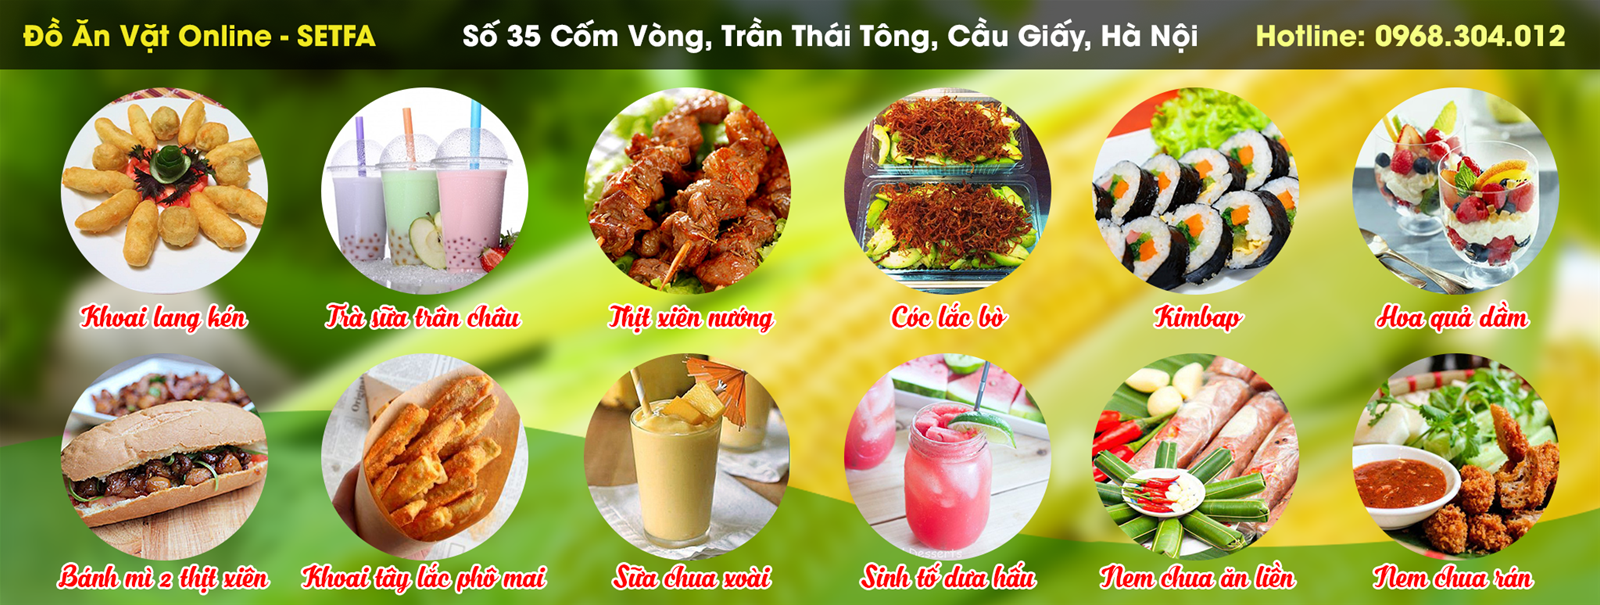 Đồ Ăn Vặt Online - SETFA
Số 35 Cốm Vòng, Trần Thái Tông, Cầu Giấy, Hà Nội
Hotline: 0968.304.012
Khoai lang kén
Trà sữa trân châu
Thịt xiên nướng
Cóc lắc bò
Kimbap
Hoa quả dầm
Bánh mì 2 thịt xiên
Khoai tây lắc phô mai
Sữa chua xoài
Sinh tố dưa hấu
Nem chua ăn liền
Nem chua rán